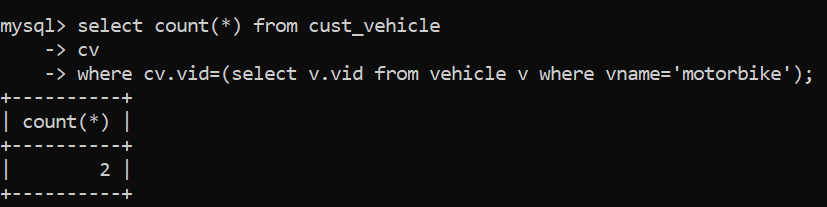 mysql> select count(*) from cust_vehicle
    -> cv
    -> where cv.vid=(select v.vid from vehicle v where vname='motorbike');
+----------+
| count(*) |
+----------+
|        2 |
+----------+